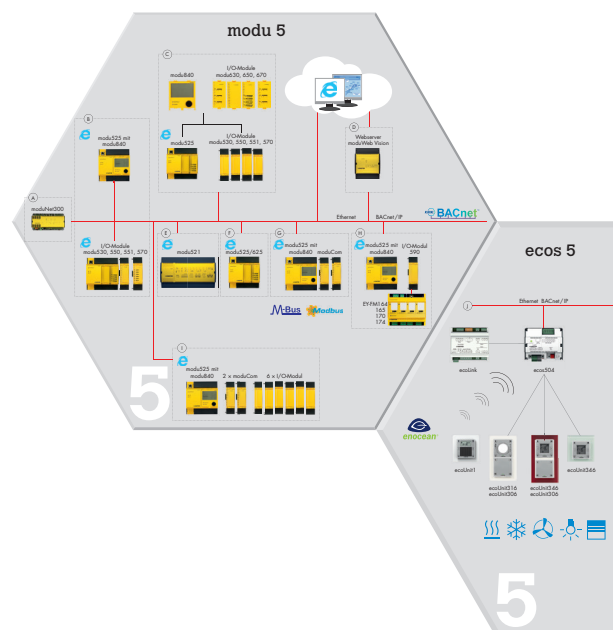 modu 5
C
modu840
I/O-Module
modu630, 650, 670
B
modu525 mit
modu840
modu525
I/O-Module
modu530, 550, 551, 570
D
Webserver
moduWeb Vision
A
moduNet300
Ethernet
BACnet/IP
BACnet
I/O-Module
modu530, 550, 551, 570
E
modu521
F
modu525/625
G
modu525 mit
modu840
moduCom
H
modu525 mit
modu840
I/O-Modul
590
M-Bus
Modbus
EY-EM164
165
170
174
I
modu525 mit
modu840
2 x moduCom
6 x I/O-Modul
5
ecos 5
J
Ethernet BACnet/IP
ecoLink
ecos504
enocean
ecoUnit1
ecoUnit316
ecoUnit306
ecoUnit346
ecoUnit306
ecoUnit346
5